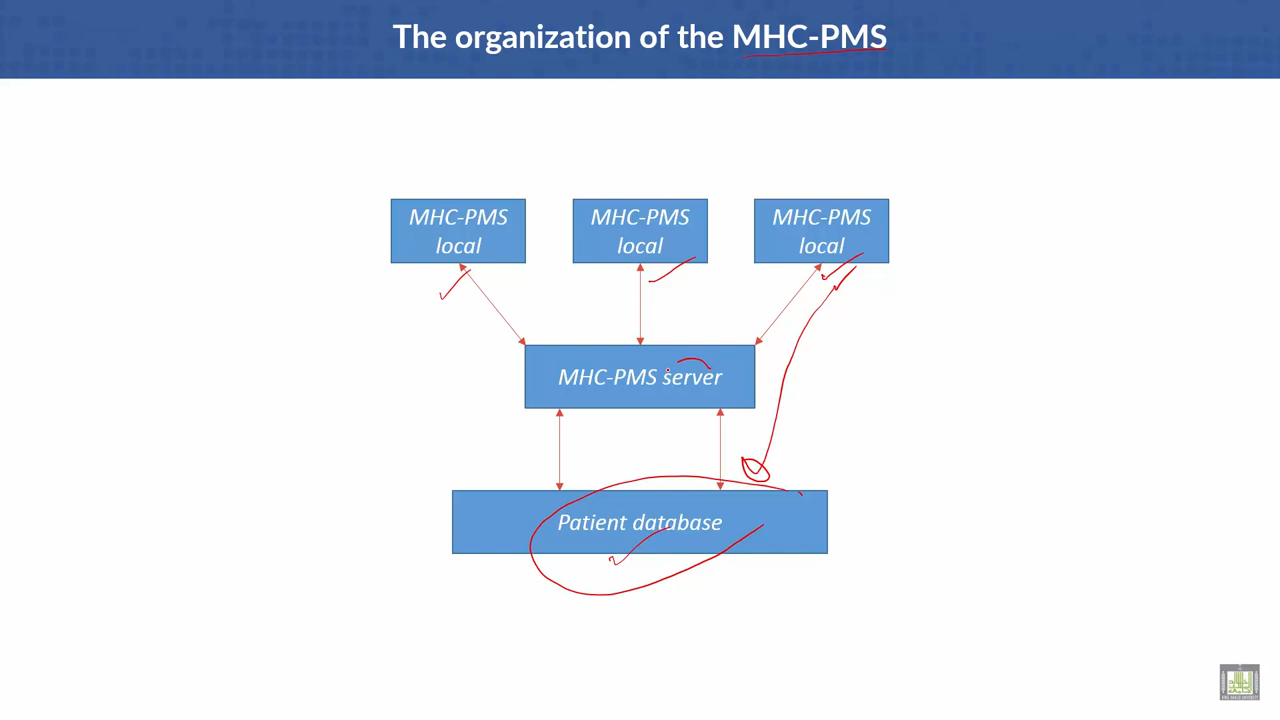 The organization of the MHC-PMS
MHC-PMS
local
MHC-PMS
local
MHC-PMS
local
MHC-PMS server
Patient database